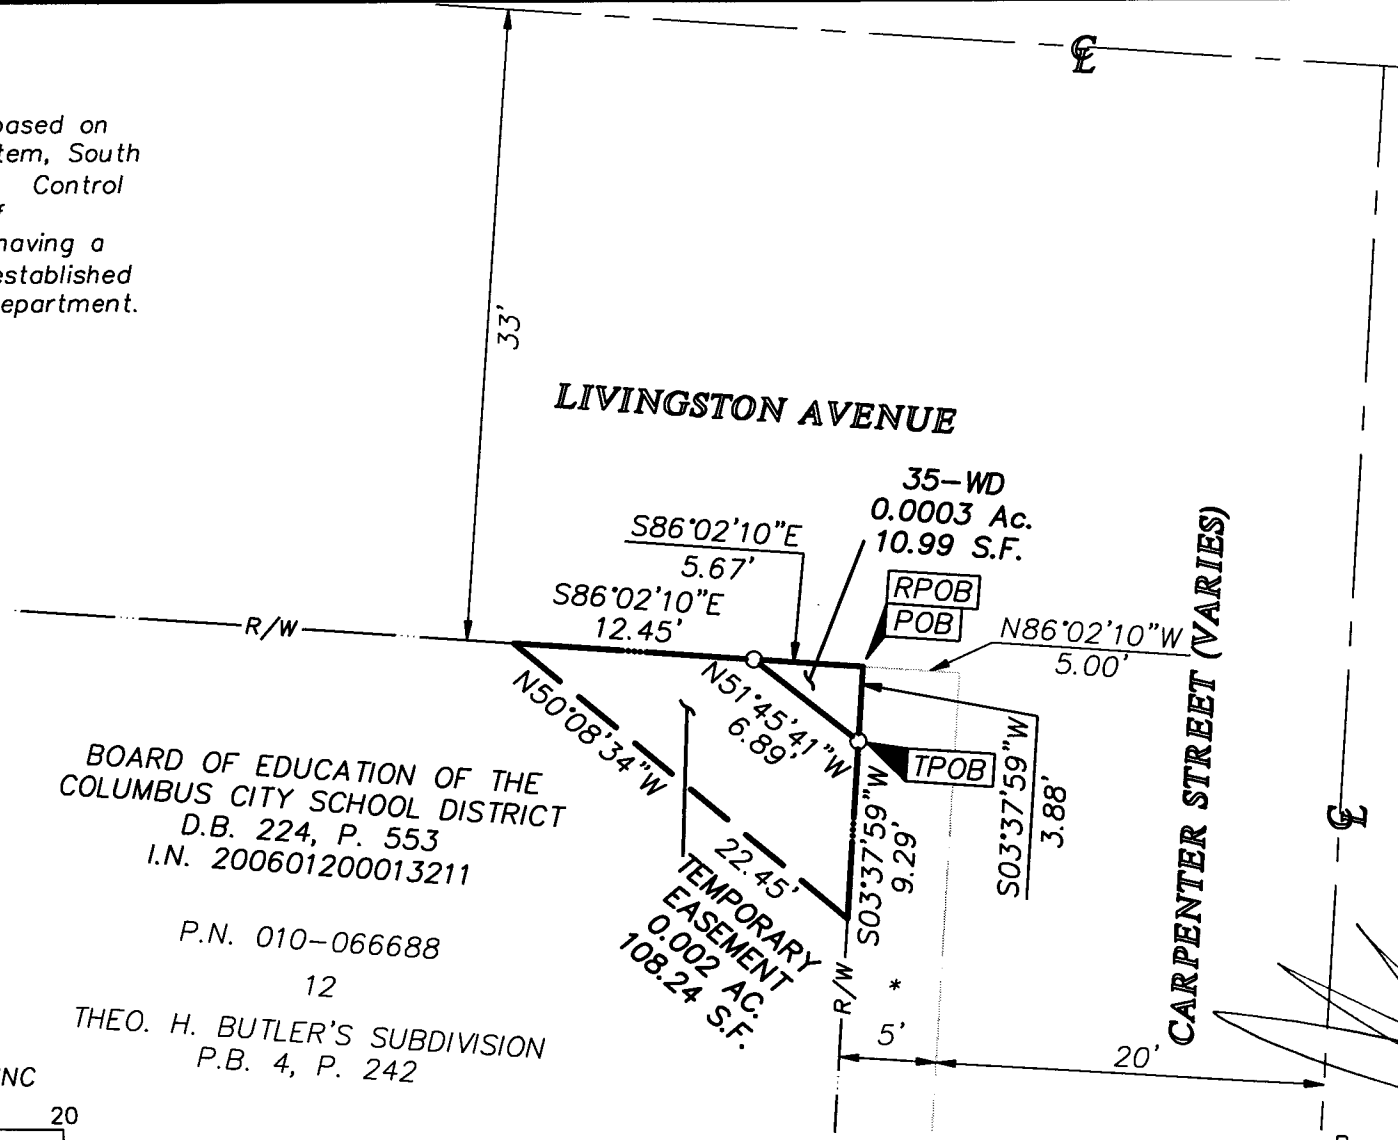 based on
tem, South
Control
f
having a
established
epartment.
33'
CL
LIVINGSTON AVENUE
35-WD
0.0003 Ac.
10.99 S.F.
S86°02'10"E
5.67'
S86°02'10"E
12.45'
RPOB
POB
N86°02'10"W
5.00'
R/W
N51°45'41"W
6.89'
N50°08'34"W
22.45'
TPOB
S03°37'59"W
3.88'
S03°37'59"W
9.29'
CARPENTER STREET (VARIES)
CL
BOARD OF EDUCATION OF THE
COLUMBUS CITY SCHOOL DISTRICT
D.B. 224, P. 553
I.N. 200601200013211
P.N. 010-066688
12
THEO. H. BUTLER'S SUBDIVISION
P.B. 4, P. 242
TEMPORARY
EASEMENT
0.002 AC.
108.24 S.F.
R/W
*
5'
20'
NC
20